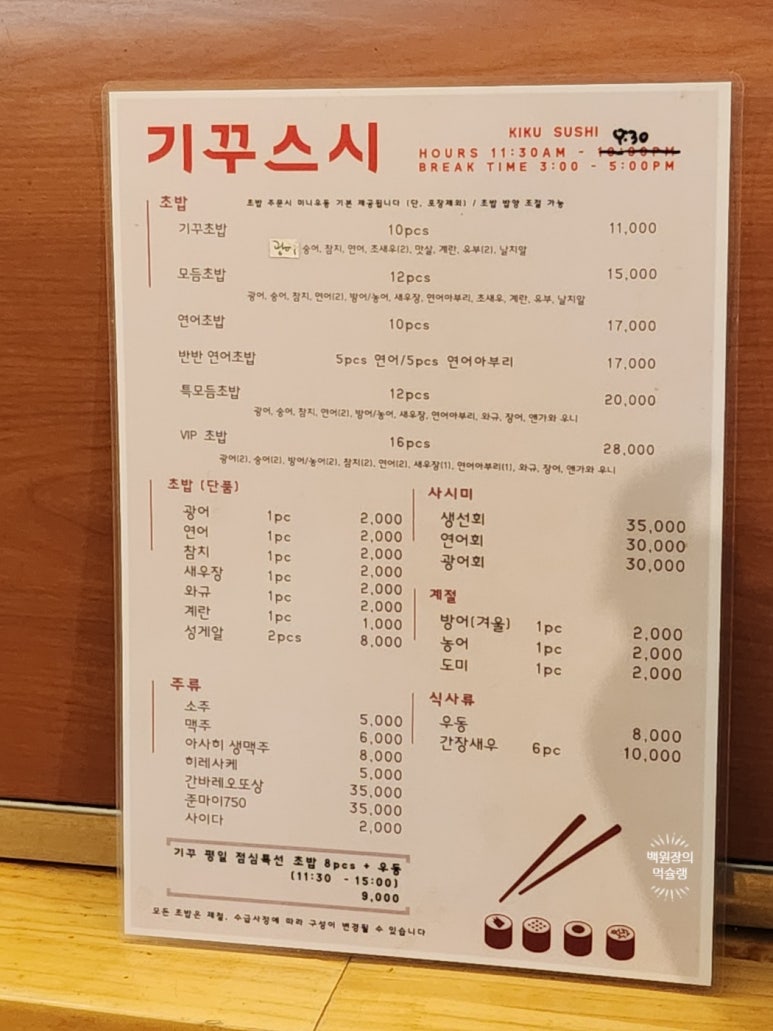 기꾸스시
KIKU SUSHI
9:30
HOURS 11:30AM - 10:00PM
BREAK TIME 3:00 - 5:00PM
초밥
초밥 주문시 미니우동 기본 제공됩니다 (단, 포장제외) / 초밥 밥양 조절 가능
기꾸초밥 10pcs 11,000
광어 숭어, 참치, 연어, 초새우(2), 맛살, 계란, 유부(2), 날치알
모듬초밥 12pcs 15,000
광어, 숭어, 참치, 연어(2), 방어/농어, 새우장, 연어아부리, 초새우, 계란, 유부, 날치알
연어초밥 10pcs 17,000
반반 연어초밥 5pcs 연어/5pcs 연어아부리 17,000
특모듬초밥 12pcs 20,000
광어, 숭어, 참치, 연어(2), 방어/농어, 새우장, 연어아부리, 와규, 장어, 엔가와 우니
VIP 초밥 16pcs 28,000
광어(2), 숭어(2), 방어/농어(2), 참치(2), 연어(2), 새우장(1), 연어아부리(1), 와규, 장어, 엔가와 우니
초밥 (단품)
광어 1pc 2,000
연어 1pc 2,000
참치 1pc 2,000
새우장 1pc 2,000
와규 1pc 2,000
계란 1pc 1,000
성게알 2pcs 8,000
사시미
생선회 35,000
연어회 30,000
광어회 30,000
계절
방어(겨울) 1pc 2,000
농어 1pc 2,000
도미 1pc 2,000
주류
소주 5,000
맥주 6,000
아사히 생맥주 8,000
히레사케 5,000
간바레오또상 35,000
준마이750 35,000
사이다 2,000
식사류
우동 8,000
간장새우 6pc 10,000
기꾸 평일 점심특선 초밥 8pcs + 우동
(11:30 - 15:00)
9,000
모든 초밥은 제철, 수급사정에 따라 구성이 변경될 수 있습니다
백원장의
먹슐랭